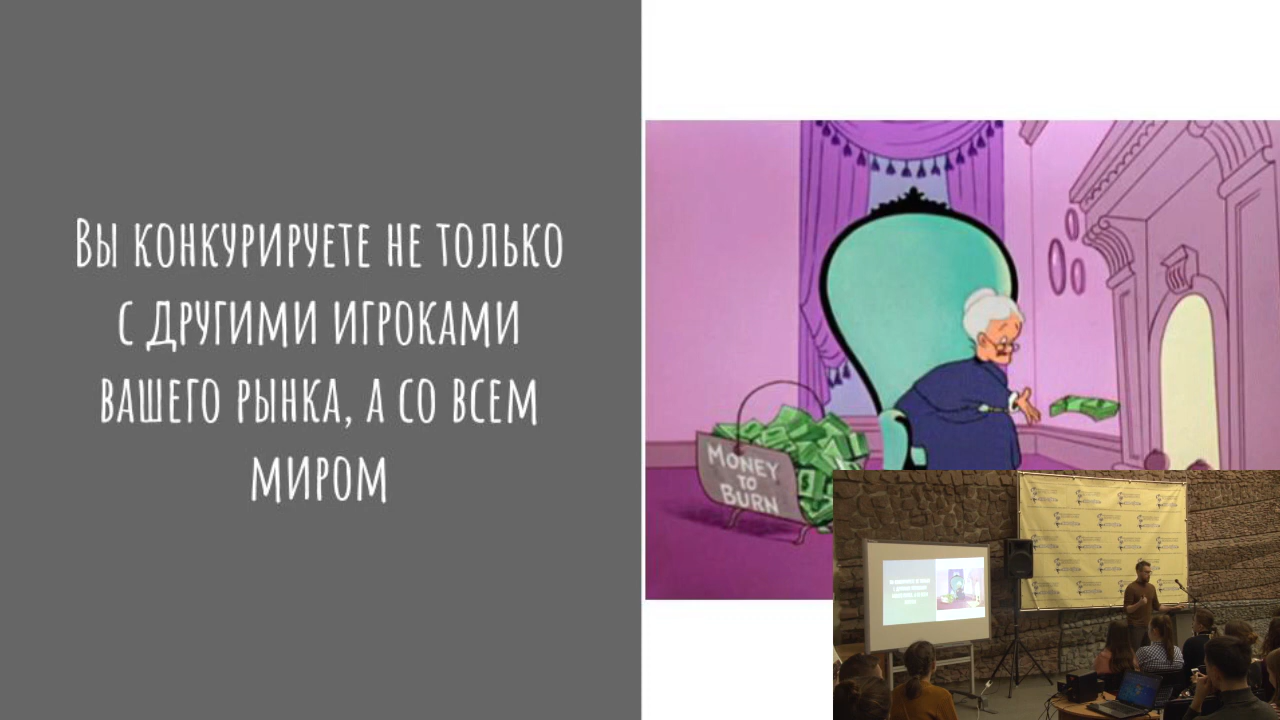 Вы конкурируете не только
с другими игроками
вашего рынка, а со всем
миром
MONEY
TO
BURN